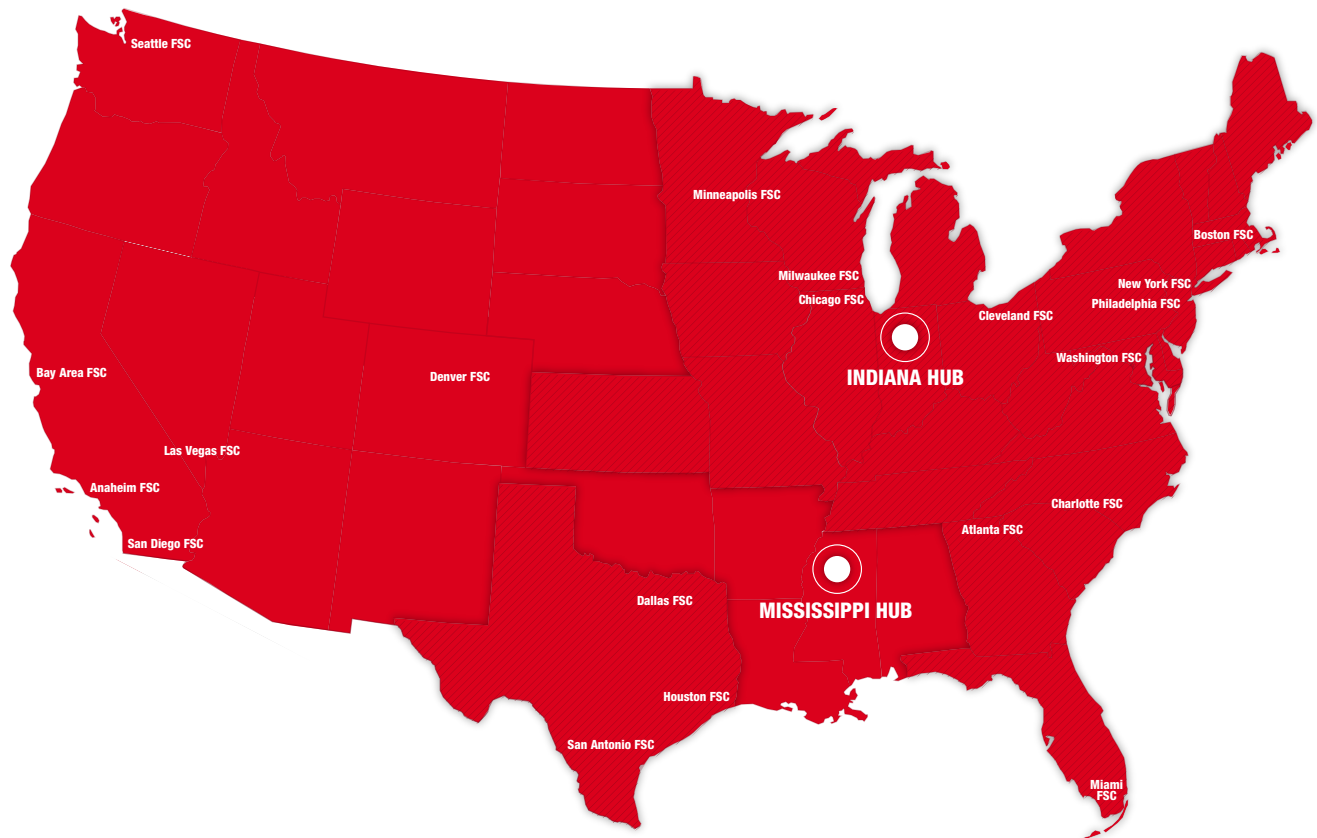 Seattle FSC
Minneapolis FSC
Boston FSC
Milwaukee FSC
New York FSC
Chicago FSC
Philadelphia FSC
Cleveland FSC
Washington FSC
Bay Area FSC
Denver FSC
INDIANA HUB
Las Vegas FSC
Anaheim FSC
Charlotte FSC
Atlanta FSC
San Diego FSC
Dallas FSC
MISSISSIPPI HUB
Houston FSC
San Antonio FSC
Miami
FSC